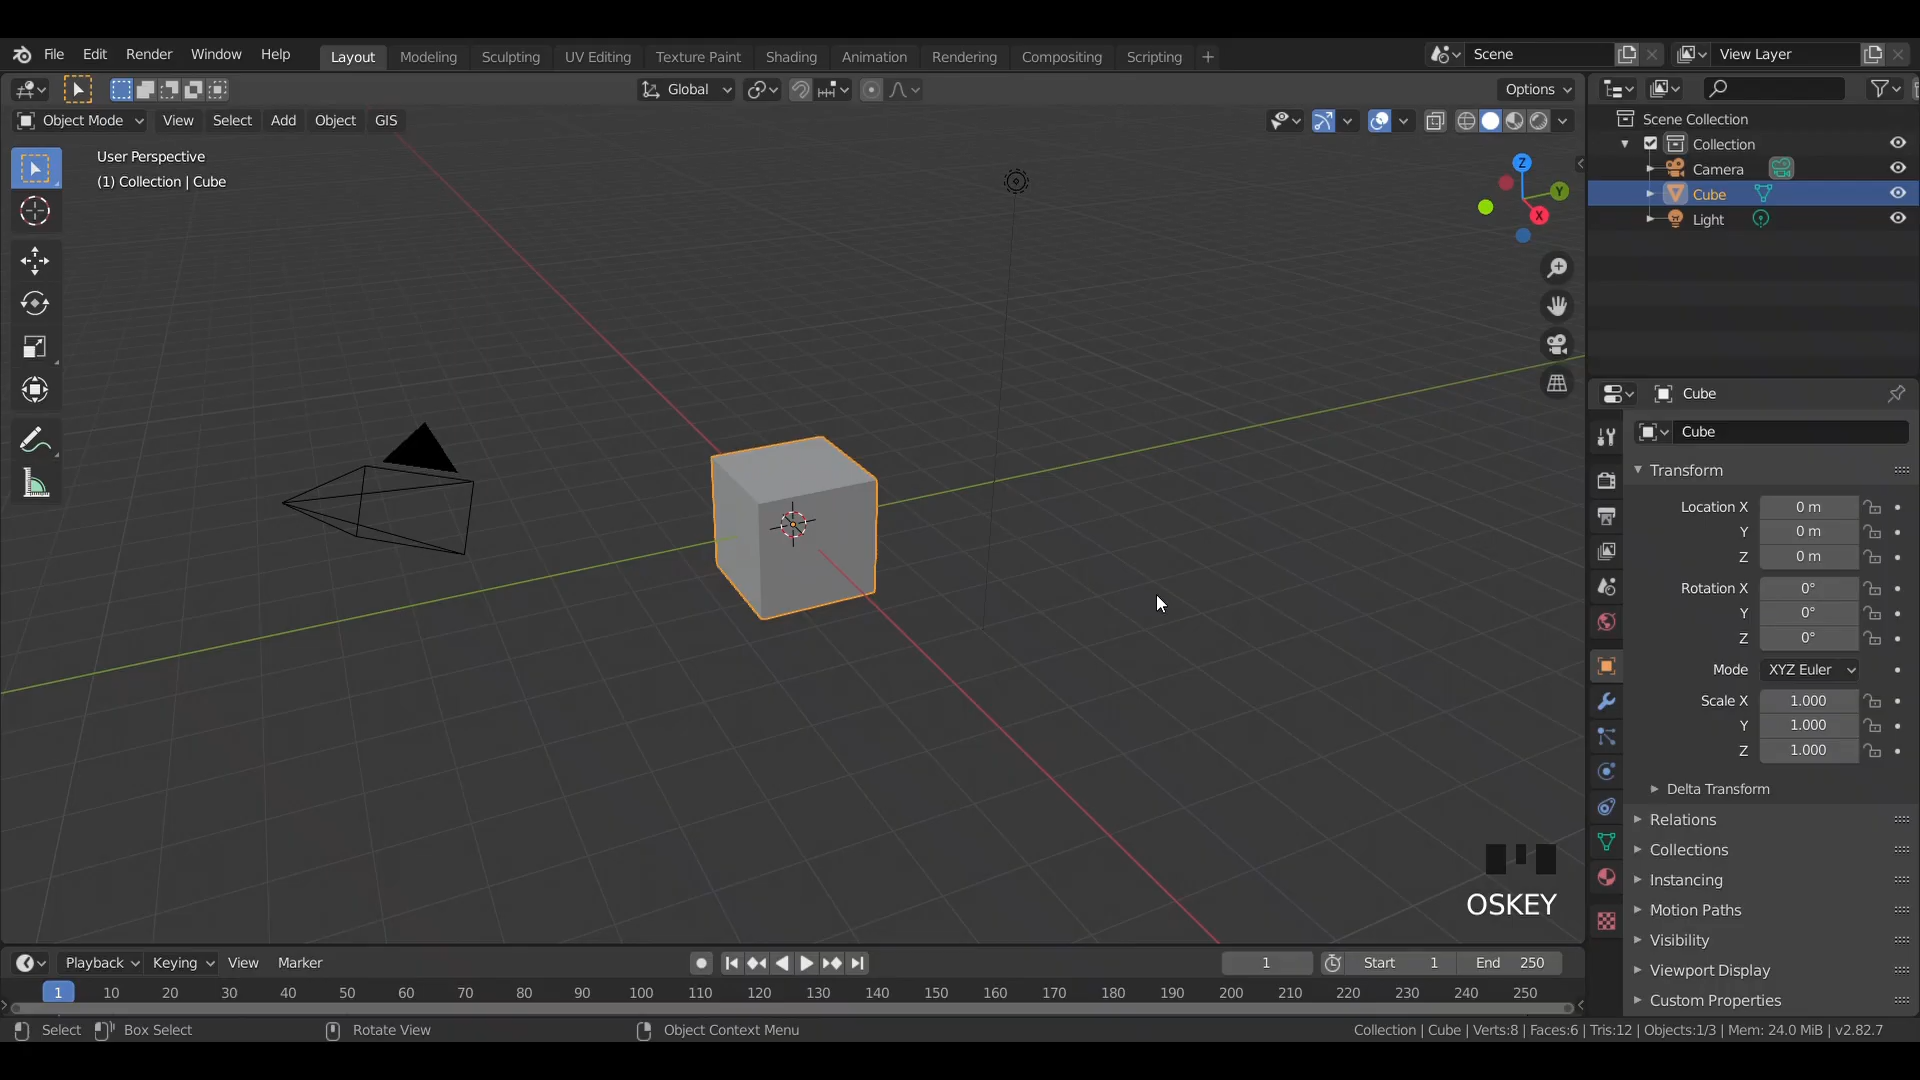 File Edit Render Window Help Layout Modeling Sculpting UV Editing Texture Paint Shading Animation Rendering Compositing Scripting + Scene View Layer
Global Options
Object Mode View Select Add Object GIS
User Perspective
(1) Collection | Cube
Z
Y
X
Scene Collection
Collection
Camera
Cube
Light
Cube
Cube
Transform
Location X 0 m
Y 0 m
Z 0 m
Rotation X 0°
Y 0°
Z 0°
Mode XYZ Euler
Scale X 1.000
Y 1.000
Z 1.000
Delta Transform
Relations
Collections
Instancing
Motion Paths
Visibility
Viewport Display
Custom Properties
OSKEY
Playback Keying View Marker 1 Start 1 End 250
1 10 20 30 40 50 60 70 80 90 100 110 120 130 140 150 160 170 180 190 200 210 220 230 240 250
Select Box Select Rotate View Object Context Menu Collection | Cube | Verts:8 | Faces:6 | Tris:12 | Objects:1/3 | Mem: 24.0 MiB | v2.82.7